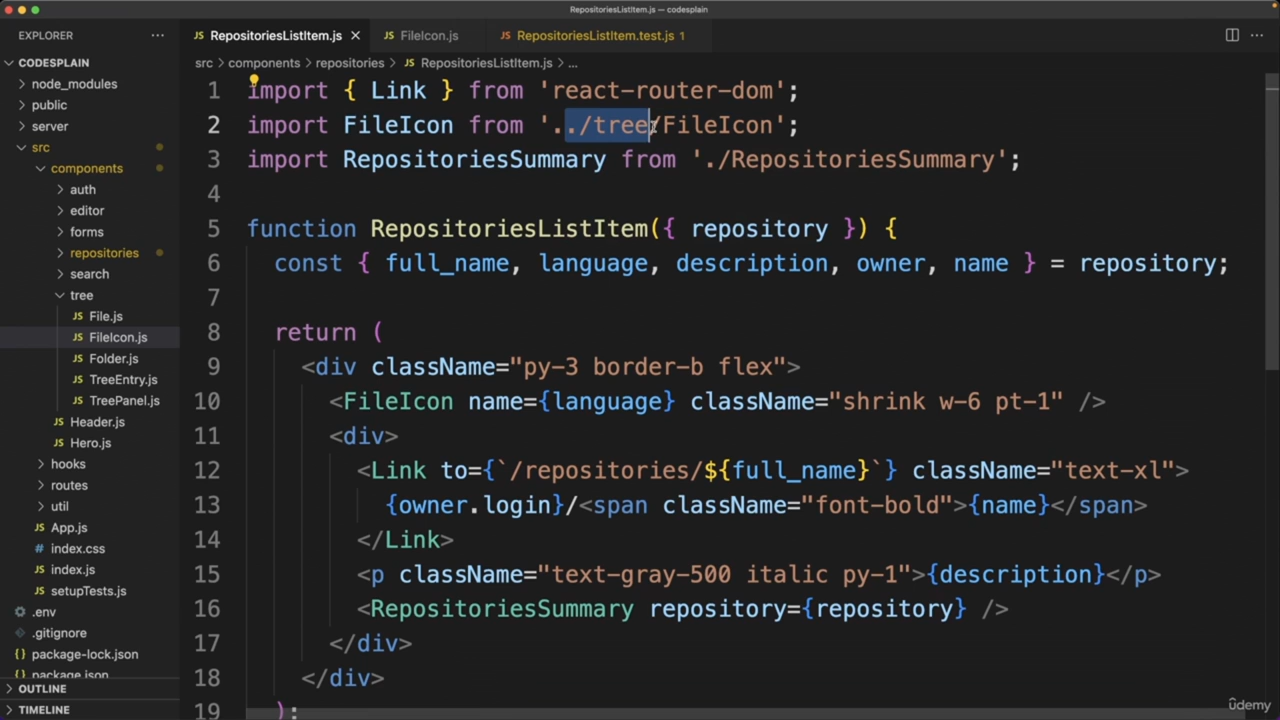 RepositoriesListItem.js — codesplain
EXPLORER
CODESPLAIN
node_modules
public
server
src
components
auth
editor
forms
repositories
search
tree
File.js
FileIcon.js
Folder.js
TreeEntry.js
TreePanel.js
Header.js
Hero.js
hooks
routes
util
App.js
index.css
index.js
setupTests.js
.env
.gitignore
package-lock.json
package.json
OUTLINE
TIMELINE
JS RepositoriesListItem.js JS FileIcon.js JS RepositoriesListItem.test.js 1
src > components > repositories > JS RepositoriesListItem.js > ...
1 import { Link } from 'react-router-dom';
2 import FileIcon from '../tree/FileIcon';
3 import RepositoriesSummary from './RepositoriesSummary';
4
5 function RepositoriesListItem({ repository }) {
6 const { full_name, language, description, owner, name } = repository;
7
8 return (
9 <div className="py-3 border-b flex">
10 <FileIcon name={language} className="shrink w-6 pt-1" />
11 <div>
12 <Link to={`/repositories/${full_name}`} className="text-xl">
13 {owner.login}/<span className="font-bold">{name}</span>
14 </Link>
15 <p className="text-gray-500 italic py-1">{description}</p>
16 <RepositoriesSummary repository={repository} />
17 </div>
18 </div>
19 );
udemy